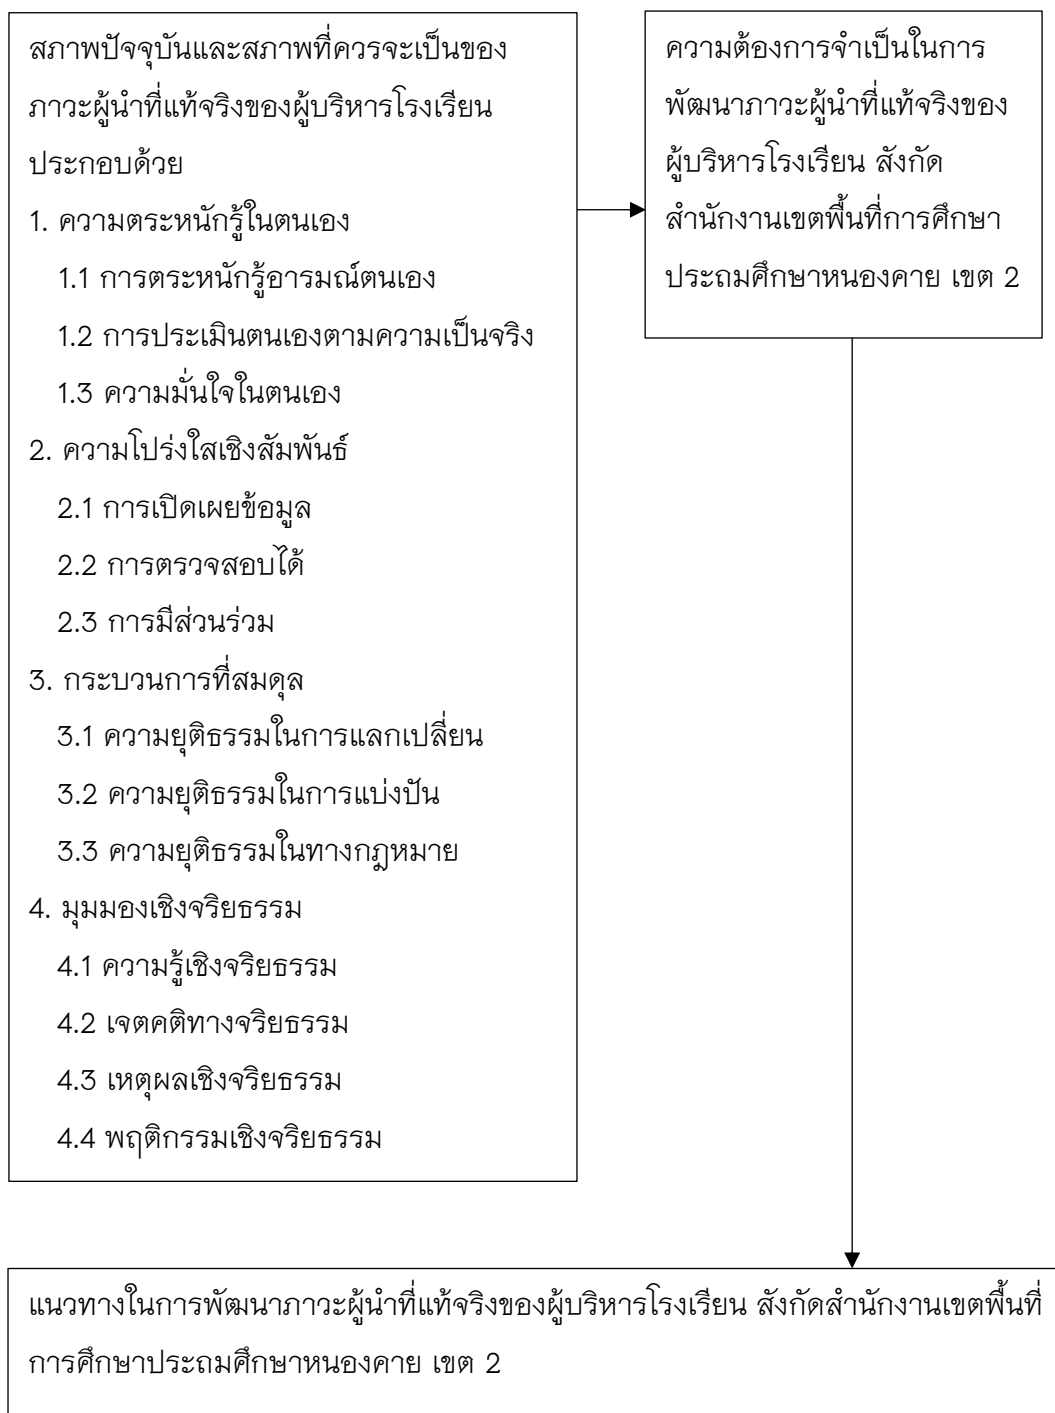 สภาพปัจจุบันและสภาพที่ควรจะเป็นของ
ภาวะผู้นำที่แท้จริงของผู้บริหารโรงเรียน
ประกอบด้วย
1. ความตระหนักรู้ในตนเอง
1.1 การตระหนักรู้อารมณ์ตนเอง
1.2 การประเมินตนเองตามความเป็นจริง
1.3 ความมั่นใจในตนเอง
2. ความโปร่งใสเชิงสัมพันธ์
2.1 การเปิดเผยข้อมูล
2.2 การตรวจสอบได้
2.3 การมีส่วนร่วม
3. กระบวนการที่สมดุล
3.1 ความยุติธรรมในการแลกเปลี่ยน
3.2 ความยุติธรรมในการแบ่งปัน
3.3 ความยุติธรรมในทางกฎหมาย
4. มุมมองเชิงจริยธรรม
4.1 ความรู้เชิงจริยธรรม
4.2 เจตคติทางจริยธรรม
4.3 เหตุผลเชิงจริยธรรม
4.4 พฤติกรรมเชิงจริยธรรม
ความต้องการจำเป็นในการ
พัฒนาภาวะผู้นำที่แท้จริงของ
ผู้บริหารโรงเรียน สังกัด
สำนักงานเขตพื้นที่การศึกษา
ประถมศึกษาหนองคาย เขต 2
แนวทางในการพัฒนาภาวะผู้นำที่แท้จริงของผู้บริหารโรงเรียน สังกัดสำนักงานเขตพื้นที่
การศึกษาประถมศึกษาหนองคาย เขต 2